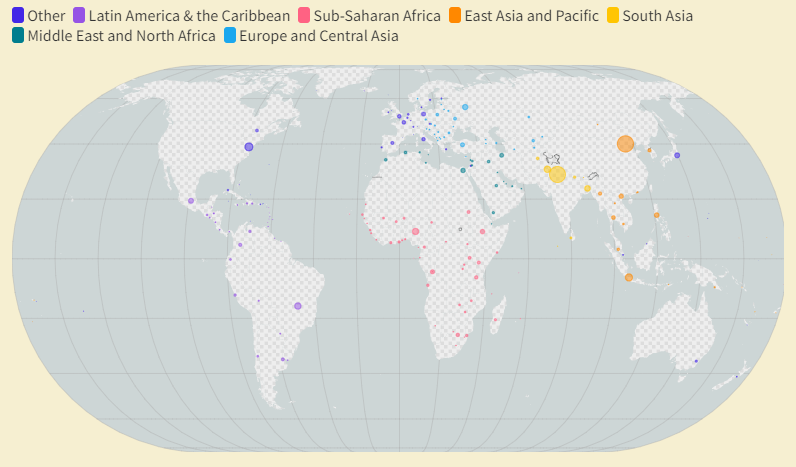 Other Latin America & the Caribbean Sub-Saharan Africa East Asia and Pacific South Asia
Middle East and North Africa Europe and Central Asia